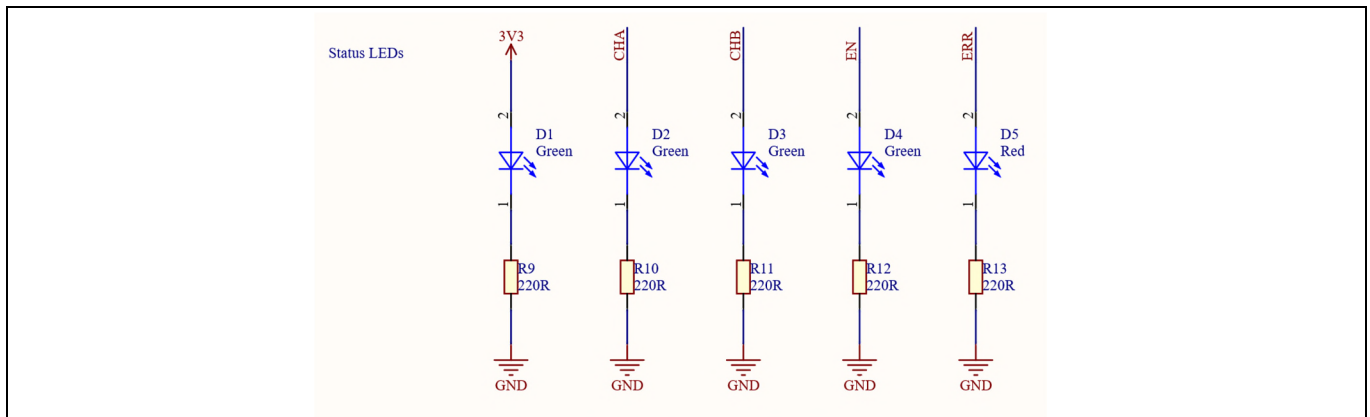 Status LEDs
3V3
CHA
CHB
EN
ERR
2
2
2
2
2
D1
Green
D2
Green
D3
Green
D4
Green
D5
Red
1
1
1
1
1
R9
220R
R10
220R
R11
220R
R12
220R
R13
220R
GND
GND
GND
GND
GND